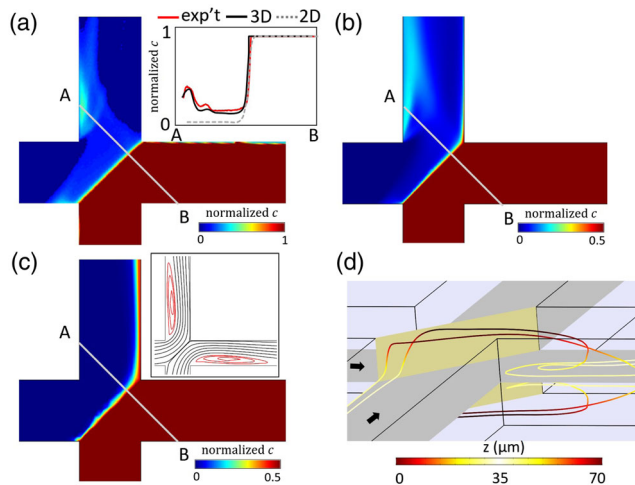 (a)
exp't 3D 2D
1
normalized c
0
A B
A
B
normalized c
0 1
(b)
A
B
normalized c
0 0.5
(c)
A
B
normalized c
0 0.5
(d)
z (μm)
0 35 70